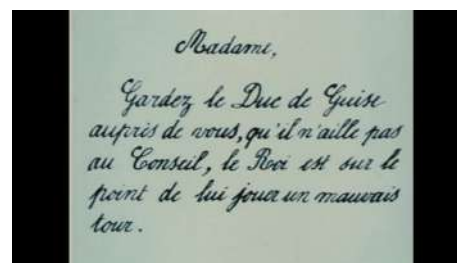 Madame,
Gardez le Duc de Guise
auprès de vous, qu'il n'aille pas
au Conseil, le Roi est sur le
point de lui jouer un mauvais
tour.